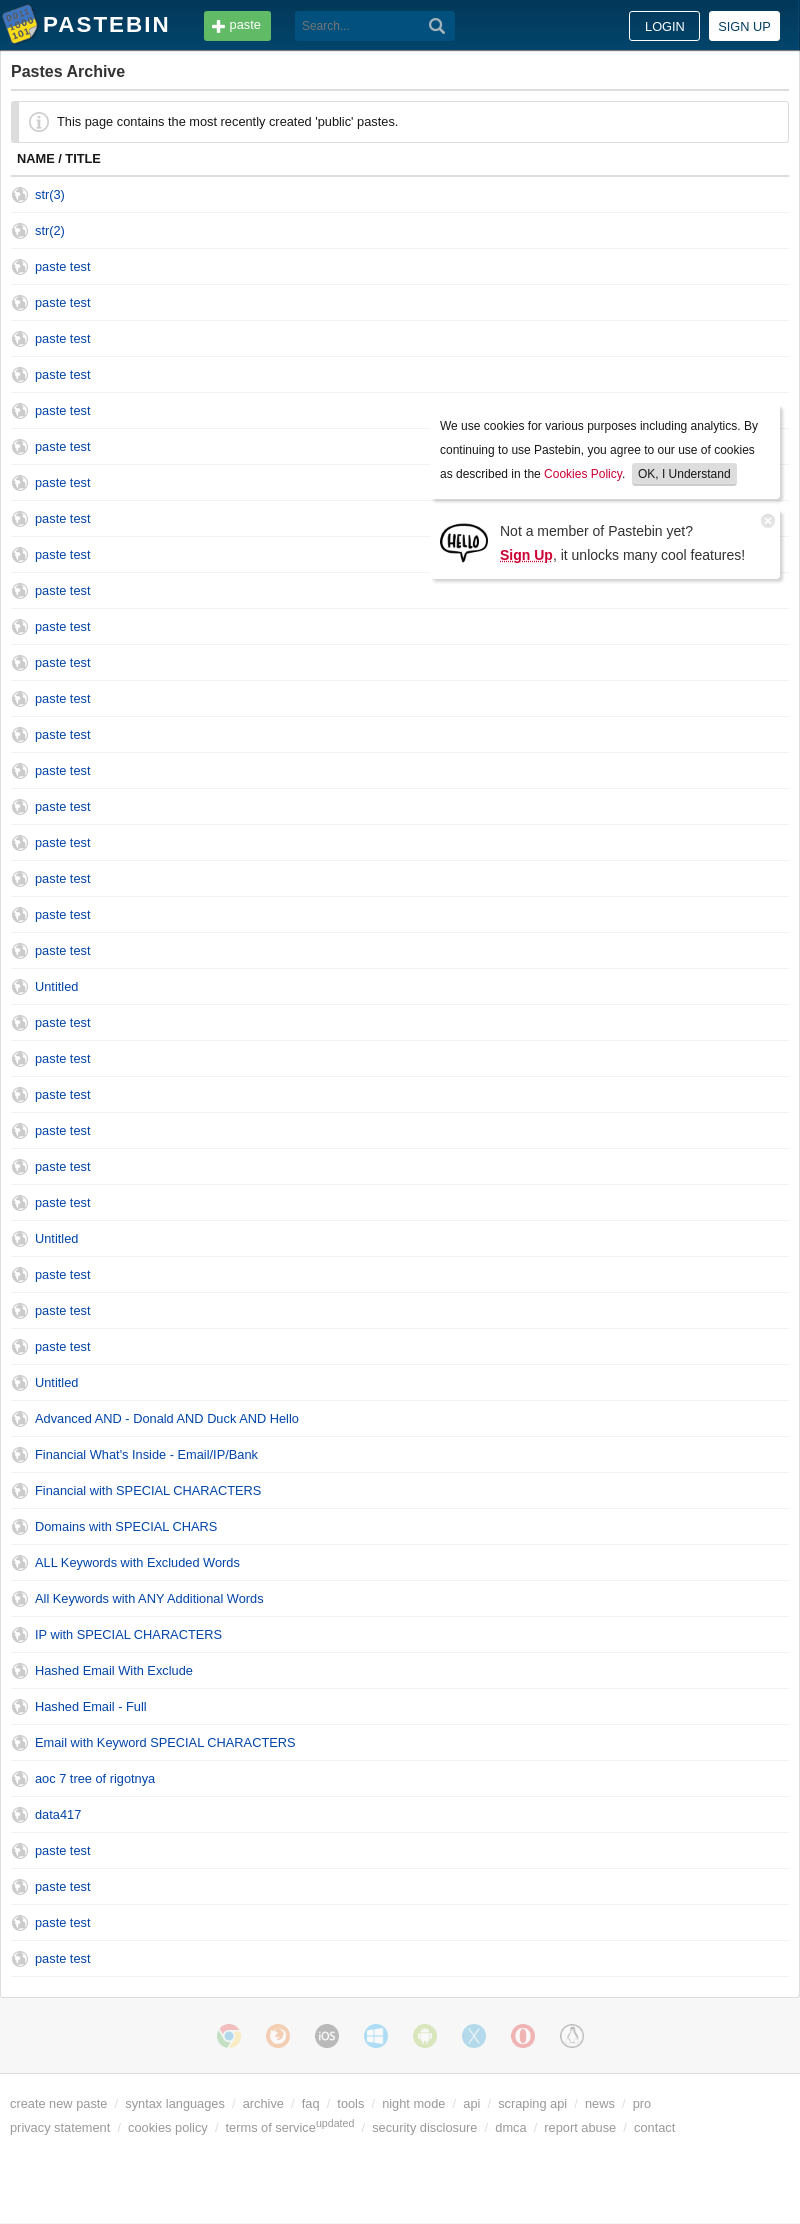 PASTEBIN
paste
Search...
LOGIN
SIGN UP
Pastes Archive
This page contains the most recently created 'public' pastes.
NAME / TITLE
str(3)
str(2)
paste test
paste test
paste test
paste test
paste test
paste test
paste test
paste test
paste test
We use cookies for various purposes including analytics. By
continuing to use Pastebin, you agree to our use of cookies
as described in the Cookies Policy. OK, I Understand
HELLO
Not a member of Pastebin yet?
Sign Up, it unlocks many cool features!
paste test
paste test
paste test
paste test
paste test
paste test
paste test
paste test
paste test
paste test
paste test
Untitled
paste test
paste test
paste test
paste test
paste test
paste test
Untitled
paste test
paste test
paste test
Untitled
Advanced AND - Donald AND Duck AND Hello
Financial What's Inside - Email/IP/Bank
Financial with SPECIAL CHARACTERS
Domains with SPECIAL CHARS
ALL Keywords with Excluded Words
All Keywords with ANY Additional Words
IP with SPECIAL CHARACTERS
Hashed Email With Exclude
Hashed Email - Full
Email with Keyword SPECIAL CHARACTERS
aoc 7 tree of rigotnya
data417
paste test
paste test
paste test
paste test
iOS
create new paste / syntax languages / archive / faq / tools / night mode / api / scraping api / news / pro
privacy statement / cookies policy / terms of serviceupdated / security disclosure / dmca / report abuse / contact